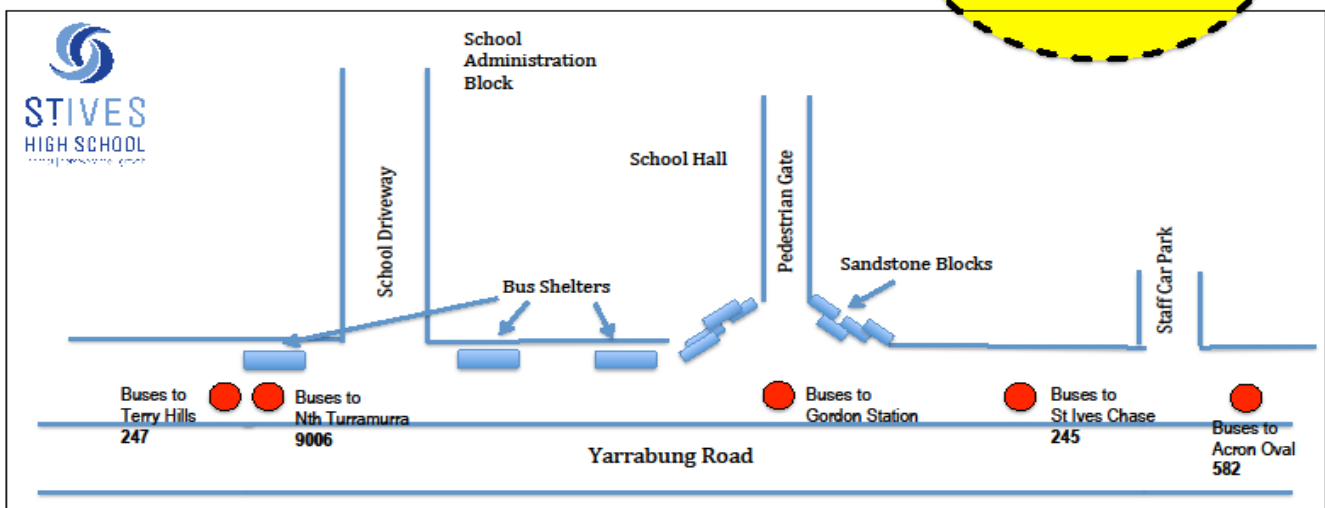 School
Administration
Block
STIVES
HIGH SCHOOL
School Hall
School Driveway
Pedestrian Gate
Sandstone Blocks
Staff Car Park
Bus Shelters
Buses to
Terry Hills
247
Buses to
Nth Turramurra
9006
Buses to
Gordon Station
Buses to
St Ives Chase
245
Buses to
Acron Oval
582
Yarrabung Road